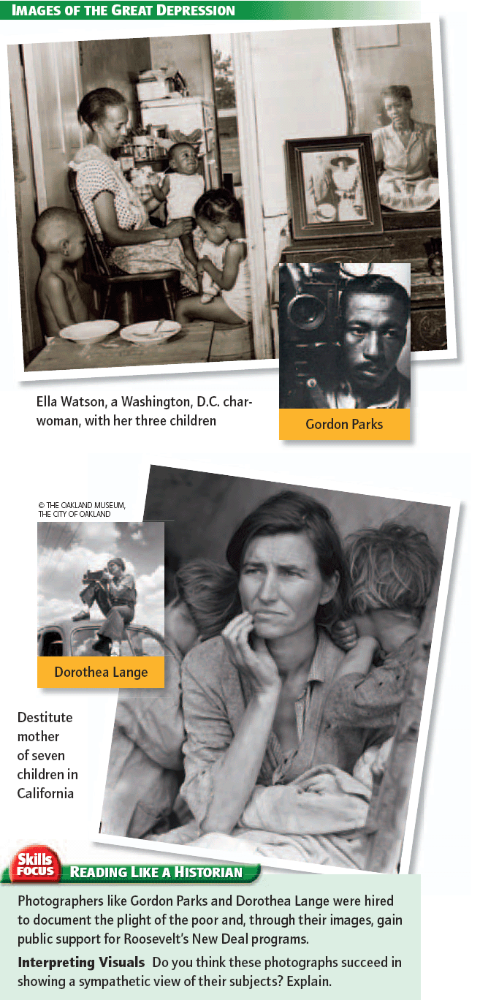 IMAGES OF THE GREAT DEPRESSION
Ella Watson, a Washington, D.C. char-
woman, with her three children
Gordon Parks
© THE OAKLAND MUSEUM,
THE CITY OF OAKLAND
Dorothea Lange
Destitute
mother
of seven
children in
California
Skills
FOCUS
READING LIKE A HISTORIAN
Photographers like Gordon Parks and Dorothea Lange were hired
to document the plight of the poor and, through their images, gain
public support for Roosevelt's New Deal programs.
Interpreting Visuals Do you think these photographs succeed in
showing a sympathetic view of their subjects? Explain.